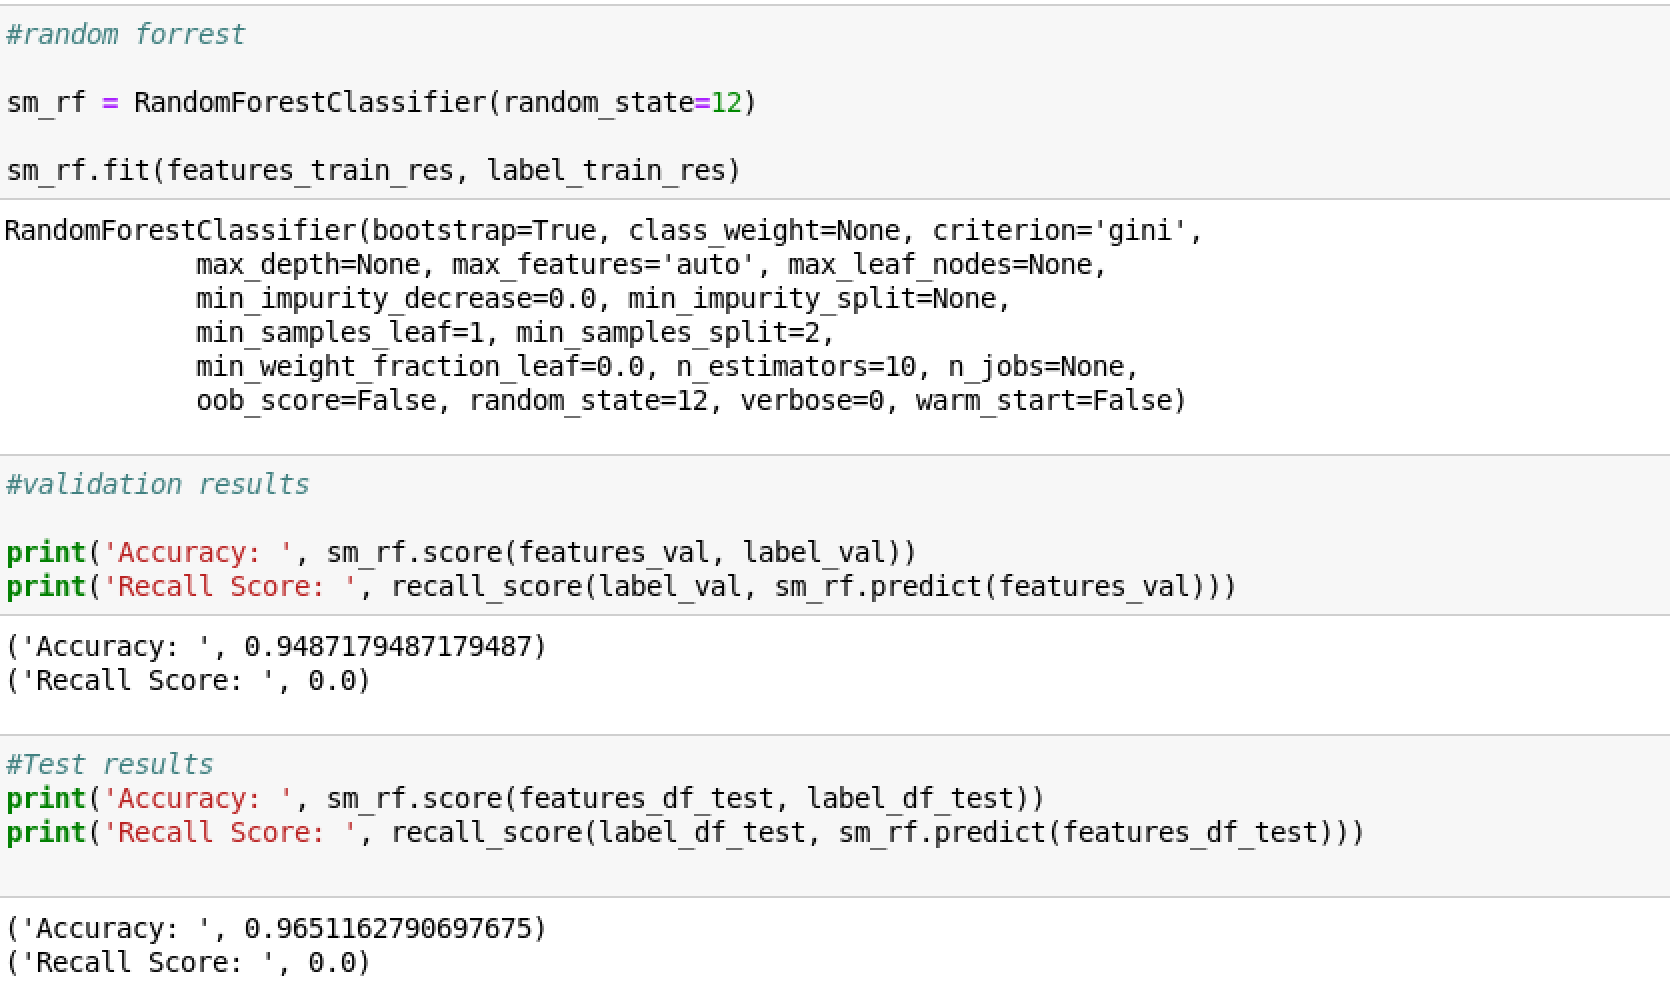 #random forrest
sm_rf = RandomForestClassifier(random_state=12)
sm_rf.fit(features_train_res, label_train_res)
RandomForestClassifier(bootstrap=True, class_weight=None, criterion='gini',
max_depth=None, max_features='auto', max_leaf_nodes=None,
min_impurity_decrease=0.0, min_impurity_split=None,
min_samples_leaf=1, min_samples_split=2,
min_weight_fraction_leaf=0.0, n_estimators=10, n_jobs=None,
oob_score=False, random_state=12, verbose=0, warm_start=False)
#validation results
print('Accuracy: ', sm_rf.score(features_val, label_val))
print('Recall Score: ', recall_score(label_val, sm_rf.predict(features_val)))
('Accuracy: ', 0.9487179487179487)
('Recall Score: ', 0.0)
#Test results
print('Accuracy: ', sm_rf.score(features_df_test, label_df_test))
print('Recall Score: ', recall_score(label_df_test, sm_rf.predict(features_df_test)))
('Accuracy: ', 0.9651162790697675)
('Recall Score: ', 0.0)